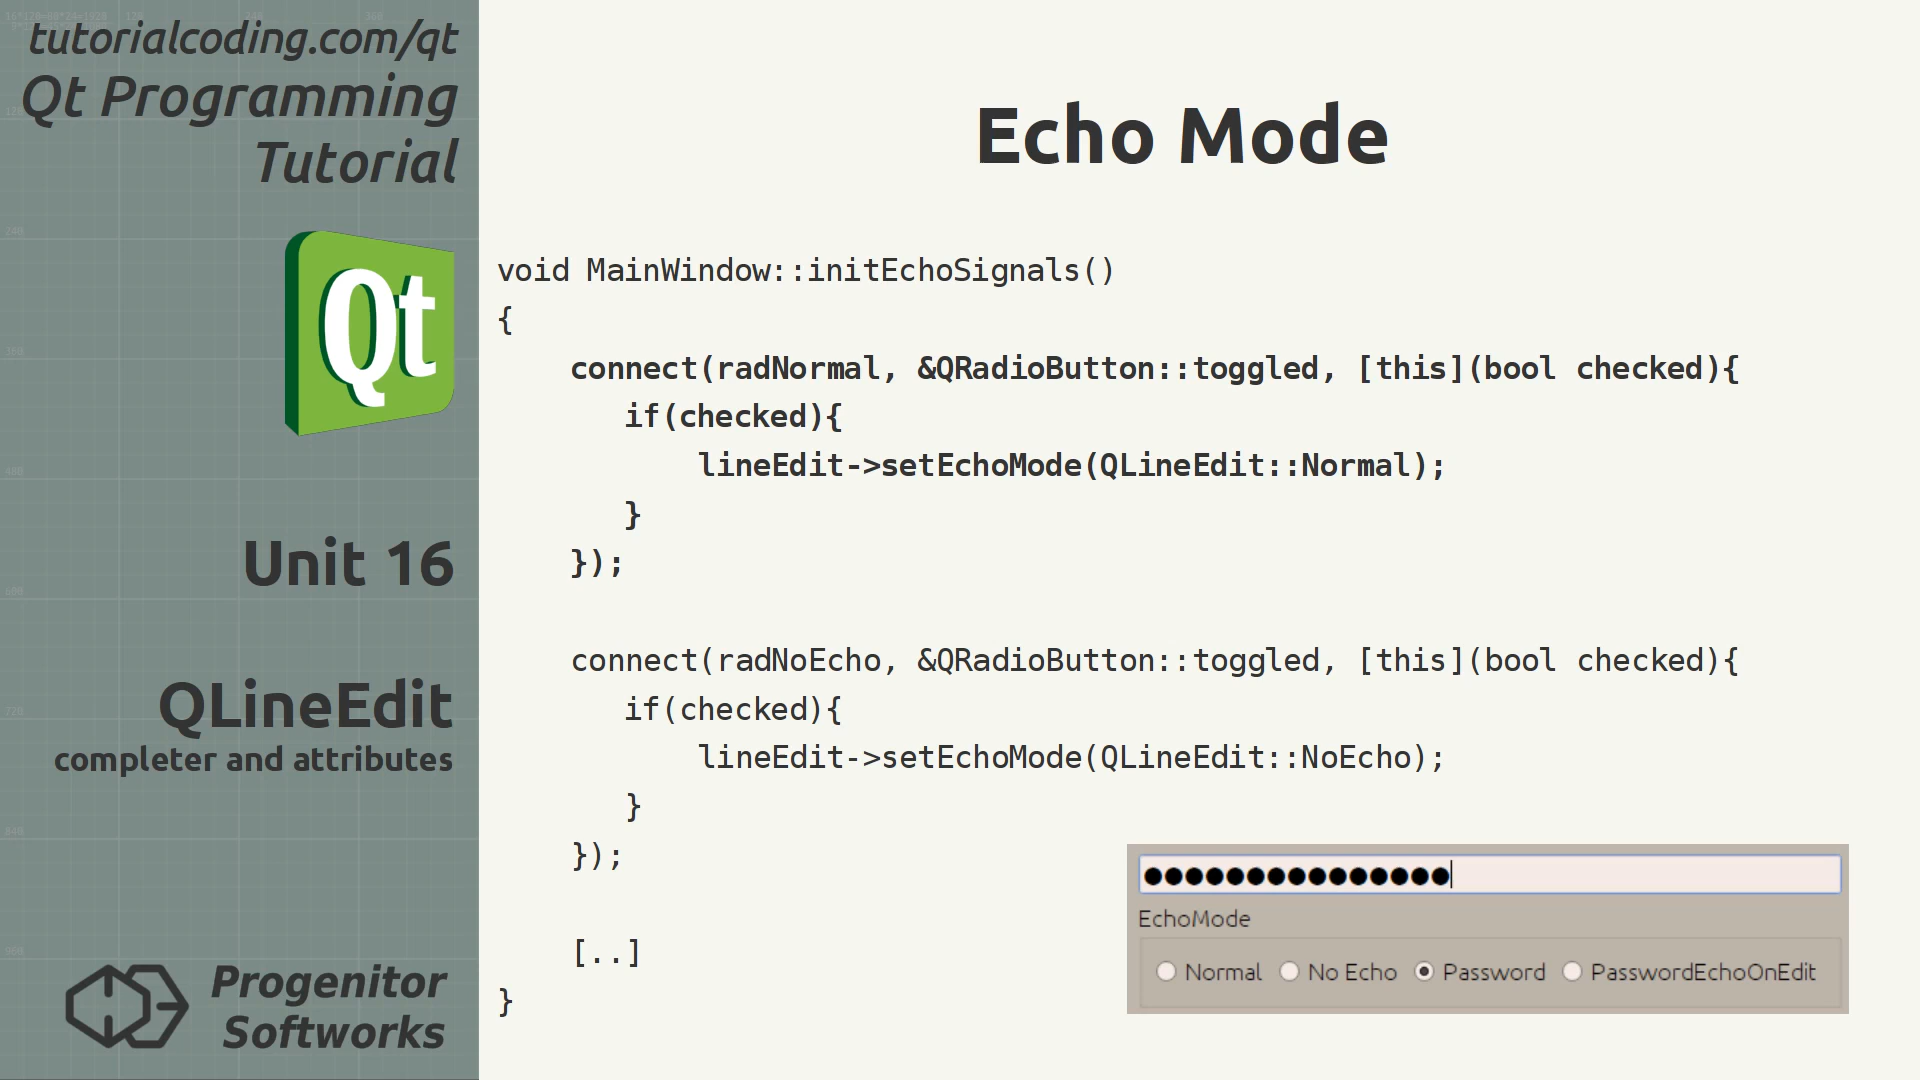 tutorialcoding.com/qt
Qt Programming
Tutorial
Qt
Unit 16
QLineEdit
completer and attributes
Progenitor
Softworks
Echo Mode
void MainWindow::initEchoSignals()
{
    connect(radNormal, &QRadioButton::toggled, [this](bool checked){
       if(checked){
           lineEdit->setEchoMode(QLineEdit::Normal);
       }
    });
    connect(radNoEcho, &QRadioButton::toggled, [this](bool checked){
       if(checked){
           lineEdit->setEchoMode(QLineEdit::NoEcho);
       }
    });
    [..]
}
●●●●●●●●●●●●●●●
EchoMode
Normal No Echo Password PasswordEchoOnEdit